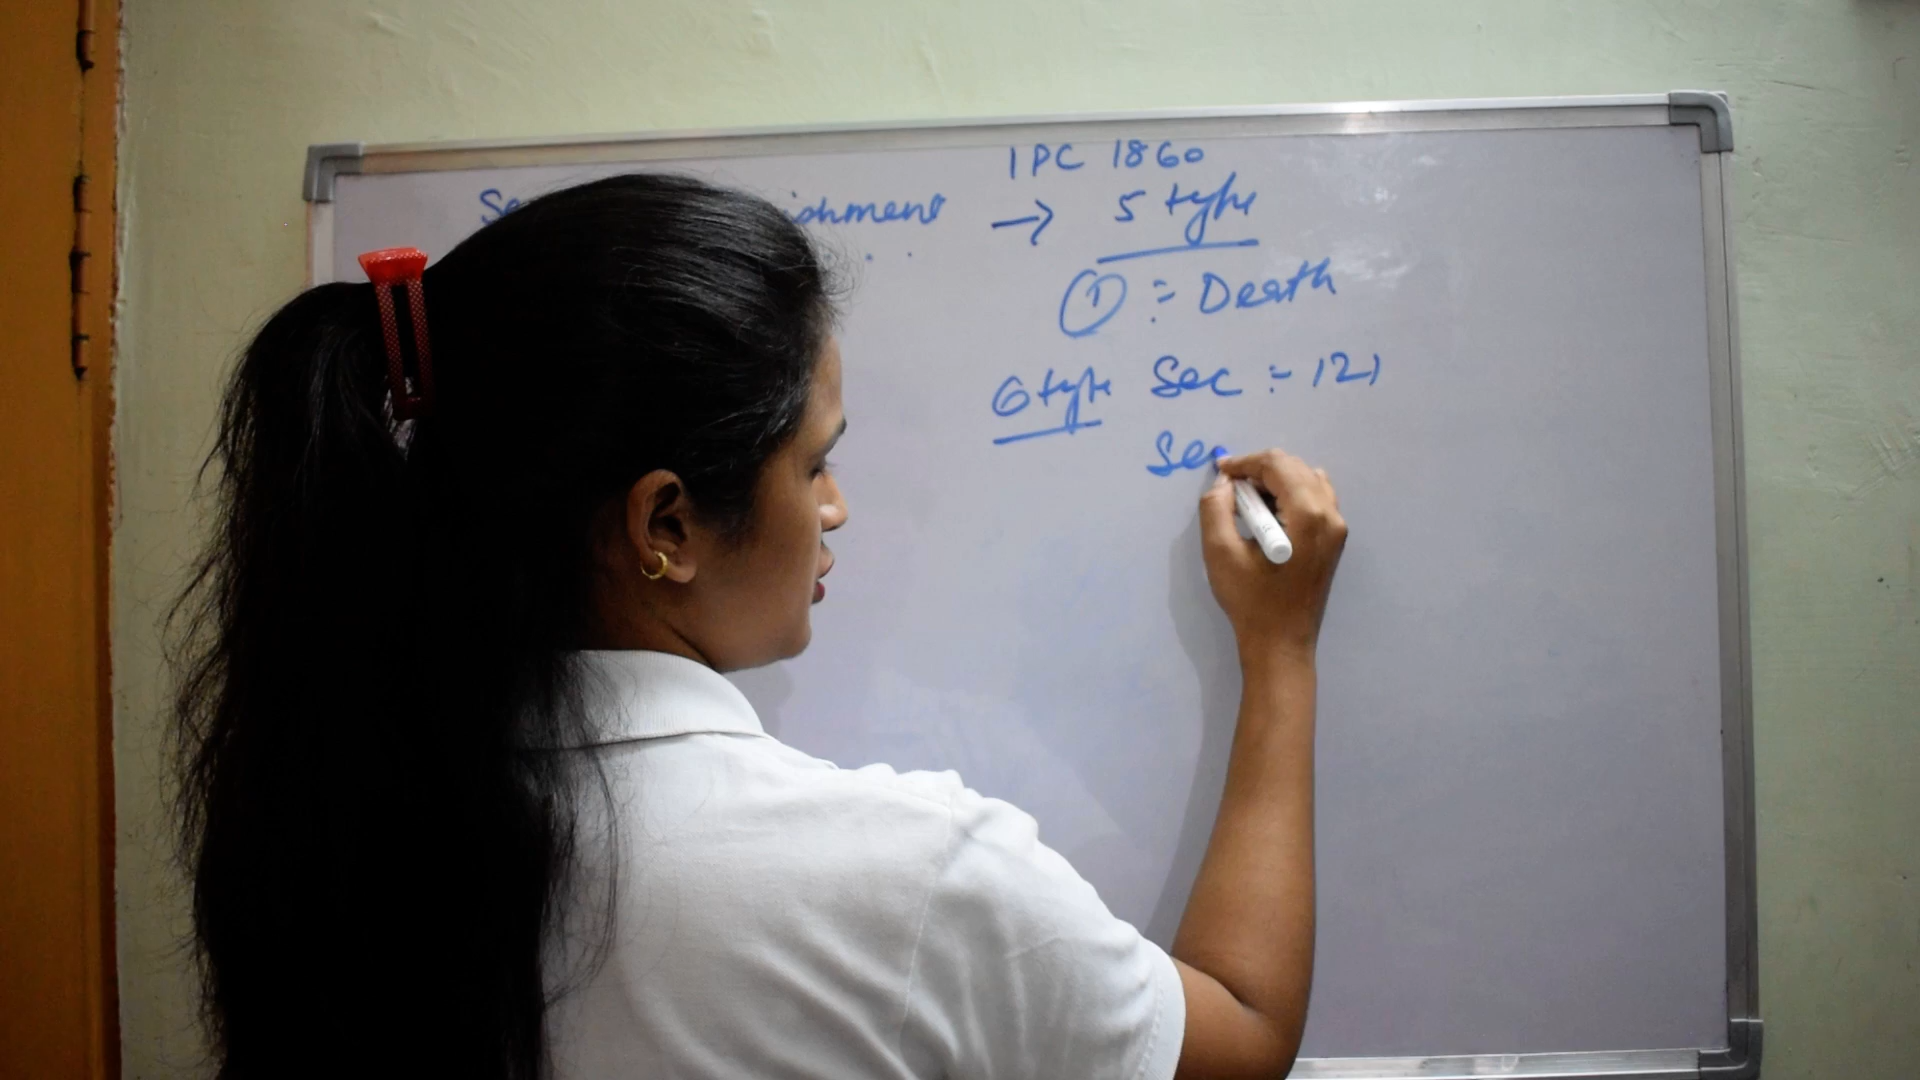 IPC 1860
→ 5 type
① :- Death
6 type Sec :- 121
Sec